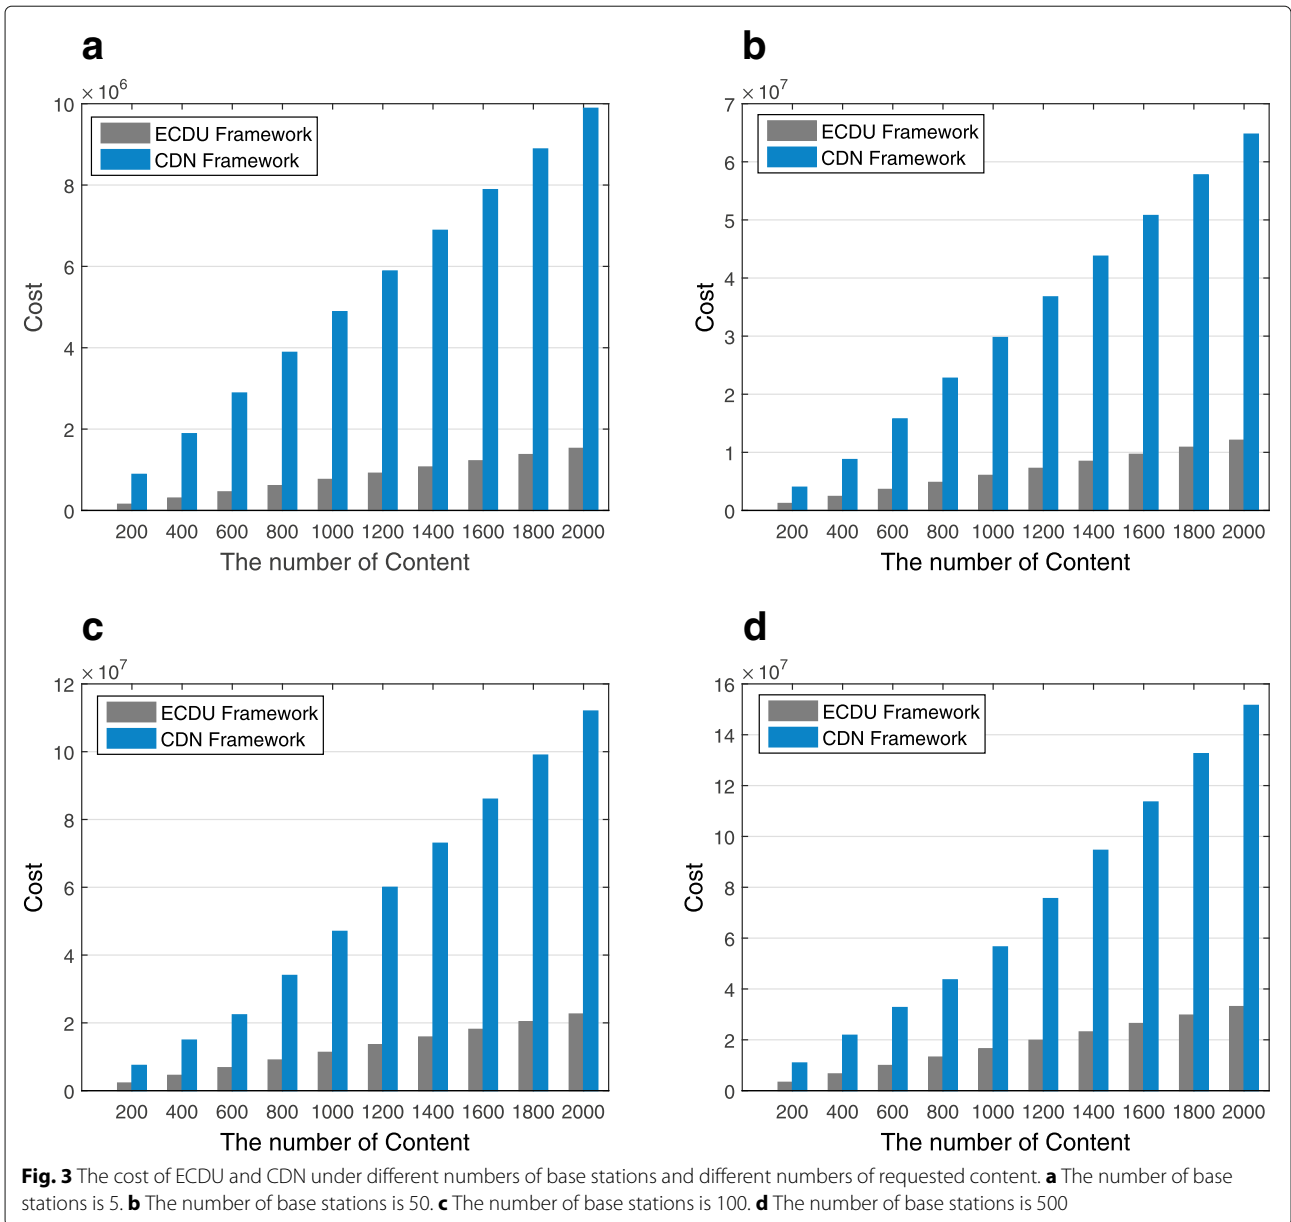 a
× 10^6
10
8
6
4
2
0
Cost
ECDU Framework
CDN Framework
200 400 600 800 1000 1200 1400 1600 1800 2000
The number of Content
b
× 10^7
7
6
5
4
3
2
1
0
Cost
ECDU Framework
CDN Framework
200 400 600 800 1000 1200 1400 1600 1800 2000
The number of Content
c
× 10^7
12
10
8
6
4
2
0
Cost
ECDU Framework
CDN Framework
200 400 600 800 1000 1200 1400 1600 1800 2000
The number of Content
d
× 10^7
16
14
12
10
8
6
4
2
0
Cost
ECDU Framework
CDN Framework
200 400 600 800 1000 1200 1400 1600 1800 2000
The number of Content
Fig. 3 The cost of ECDU and CDN under different numbers of base stations and different numbers of requested content. a The number of base
stations is 5. b The number of base stations is 50. c The number of base stations is 100. d The number of base stations is 500